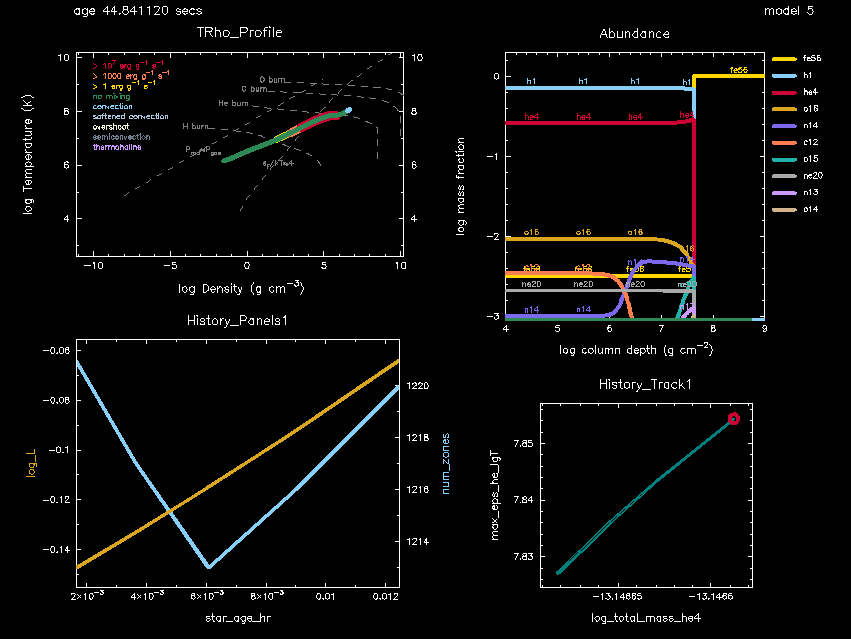 age 44.841120 secs
model 5
TRho_Profile
> 10⁷ erg g⁻¹ s⁻¹
> 1000 erg g⁻¹ s⁻¹
> 1 erg g⁻¹ s⁻¹
no mixing
convection
softened convection
overshoot
semiconvection
thermohaline
O burn
C burn
He burn
H burn
10
8
6
4
10
8
6
4
log Temperature (K)
−10
−5
0
5
10
log Density (g cm⁻³)
Abundance
fe56
h1
h1
h1
h1
he4
he4
he4
o16
o16
o16
ne20
ne20
n14
n14
0
−1
−2
−3
log mass fraction
4
5
6
7
8
9
log column depth (g cm⁻²)
fe56
h1
he4
o16
n14
c12
o15
ne20
n13
o14
History_Panels1
−0.06
−0.08
−0.1
−0.12
−0.14
log_L
1220
1218
1216
1214
num_zones
2×10⁻³
4×10⁻³
6×10⁻³
8×10⁻³
0.01
0.012
star_age_hr
History_Track1
7.85
7.84
7.83
max_eps_he_lgT
−13.14665
−13.1466
log_total_mass_he4